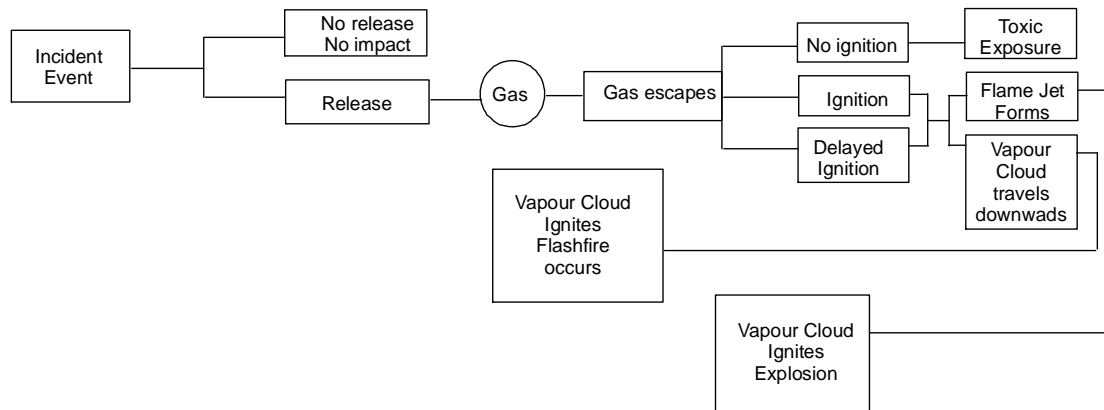 Incident
Event
No release
No impact
Release
Gas
Gas escapes
No ignition
Ignition
Delayed
Ignition
Toxic
Exposure
Flame Jet
Forms
Vapour
Cloud
travels
downwads
Vapour Cloud
Ignites
Flashfire
occurs
Vapour Cloud
Ignites
Explosion